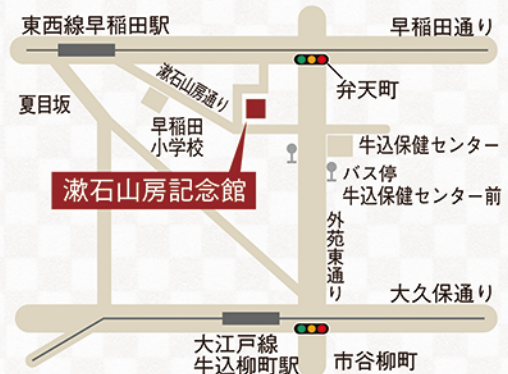 東西線早稲田駅
早稲田通り
漱石山房通り
弁天町
夏目坂
早稲田
小学校
牛込保健センター
バス停
牛込保健センター前
漱石山房記念館
外苑東通り
大久保通り
大江戸線
牛込柳町駅
市谷柳町